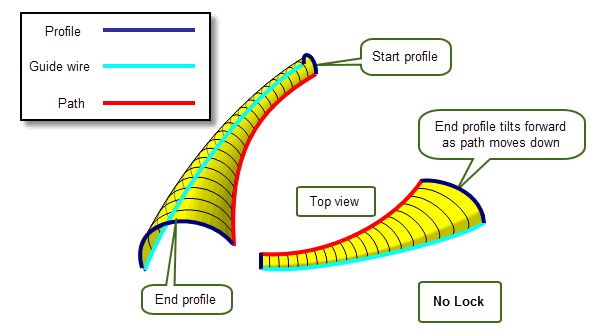 Profile
Guide wire
Path
Start profile
End profile tilts forward
as path moves down
Top view
End profile
No Lock